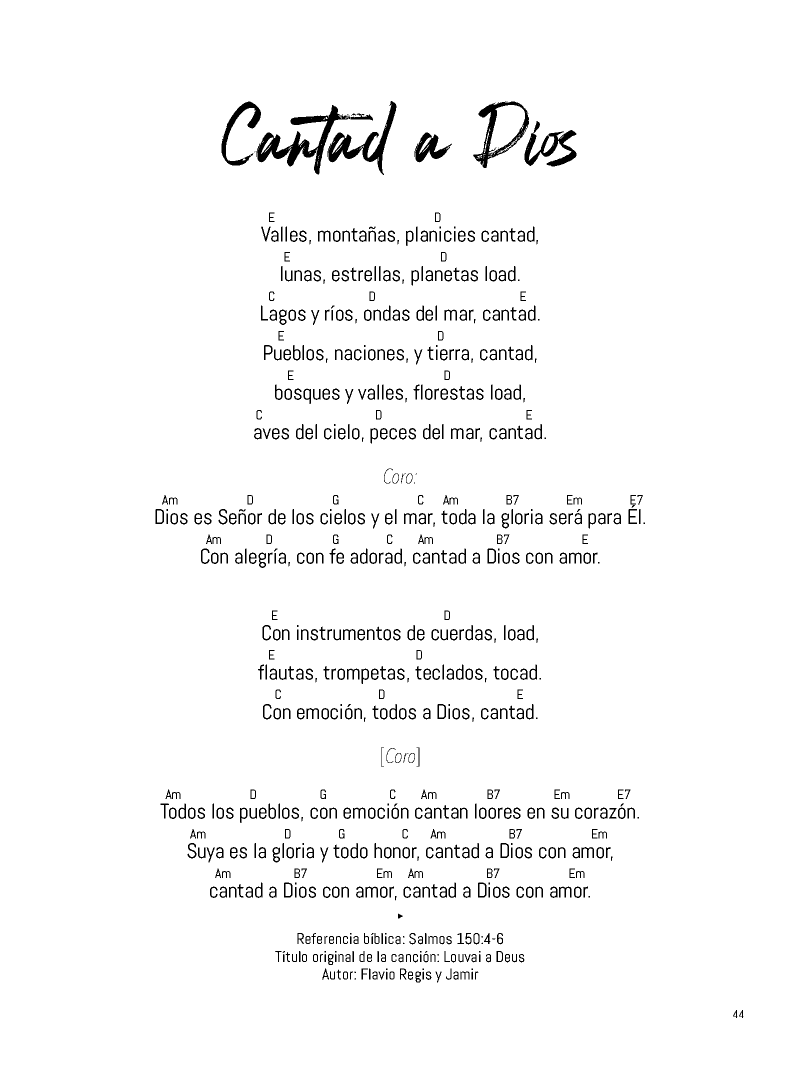 Cantad a Dios
E D
Valles, montañas, planicies cantad,
E D
lunas, estrellas, planetas load.
C D E
Lagos y ríos, ondas del mar, cantad.
E D
Pueblos, naciones, y tierra, cantad,
E D
bosques y valles, florestas load,
C D E
aves del cielo, peces del mar, cantad.
Coro:
Am D G C Am B7 Em E7
Dios es Señor de los cielos y el mar, toda la gloria será para Él.
Am D G C Am B7 E
Con alegría, con fe adorad, cantad a Dios con amor.
E D
Con instrumentos de cuerdas, load,
E D
flautas, trompetas, teclados, tocad.
C D E
Con emoción, todos a Dios, cantad.
[Coro]
Am D G C Am B7 Em E7
Todos los pueblos, con emoción cantan loores en su corazón.
Am D G C Am B7 Em
Suya es la gloria y todo honor, cantad a Dios con amor,
Am B7 Em Am B7 Em
cantad a Dios con amor, cantad a Dios con amor.
Referencia bíblica: Salmos 150:4-6
Título original de la canción: Louvai a Deus
Autor: Flavio Regis y Jamir
44